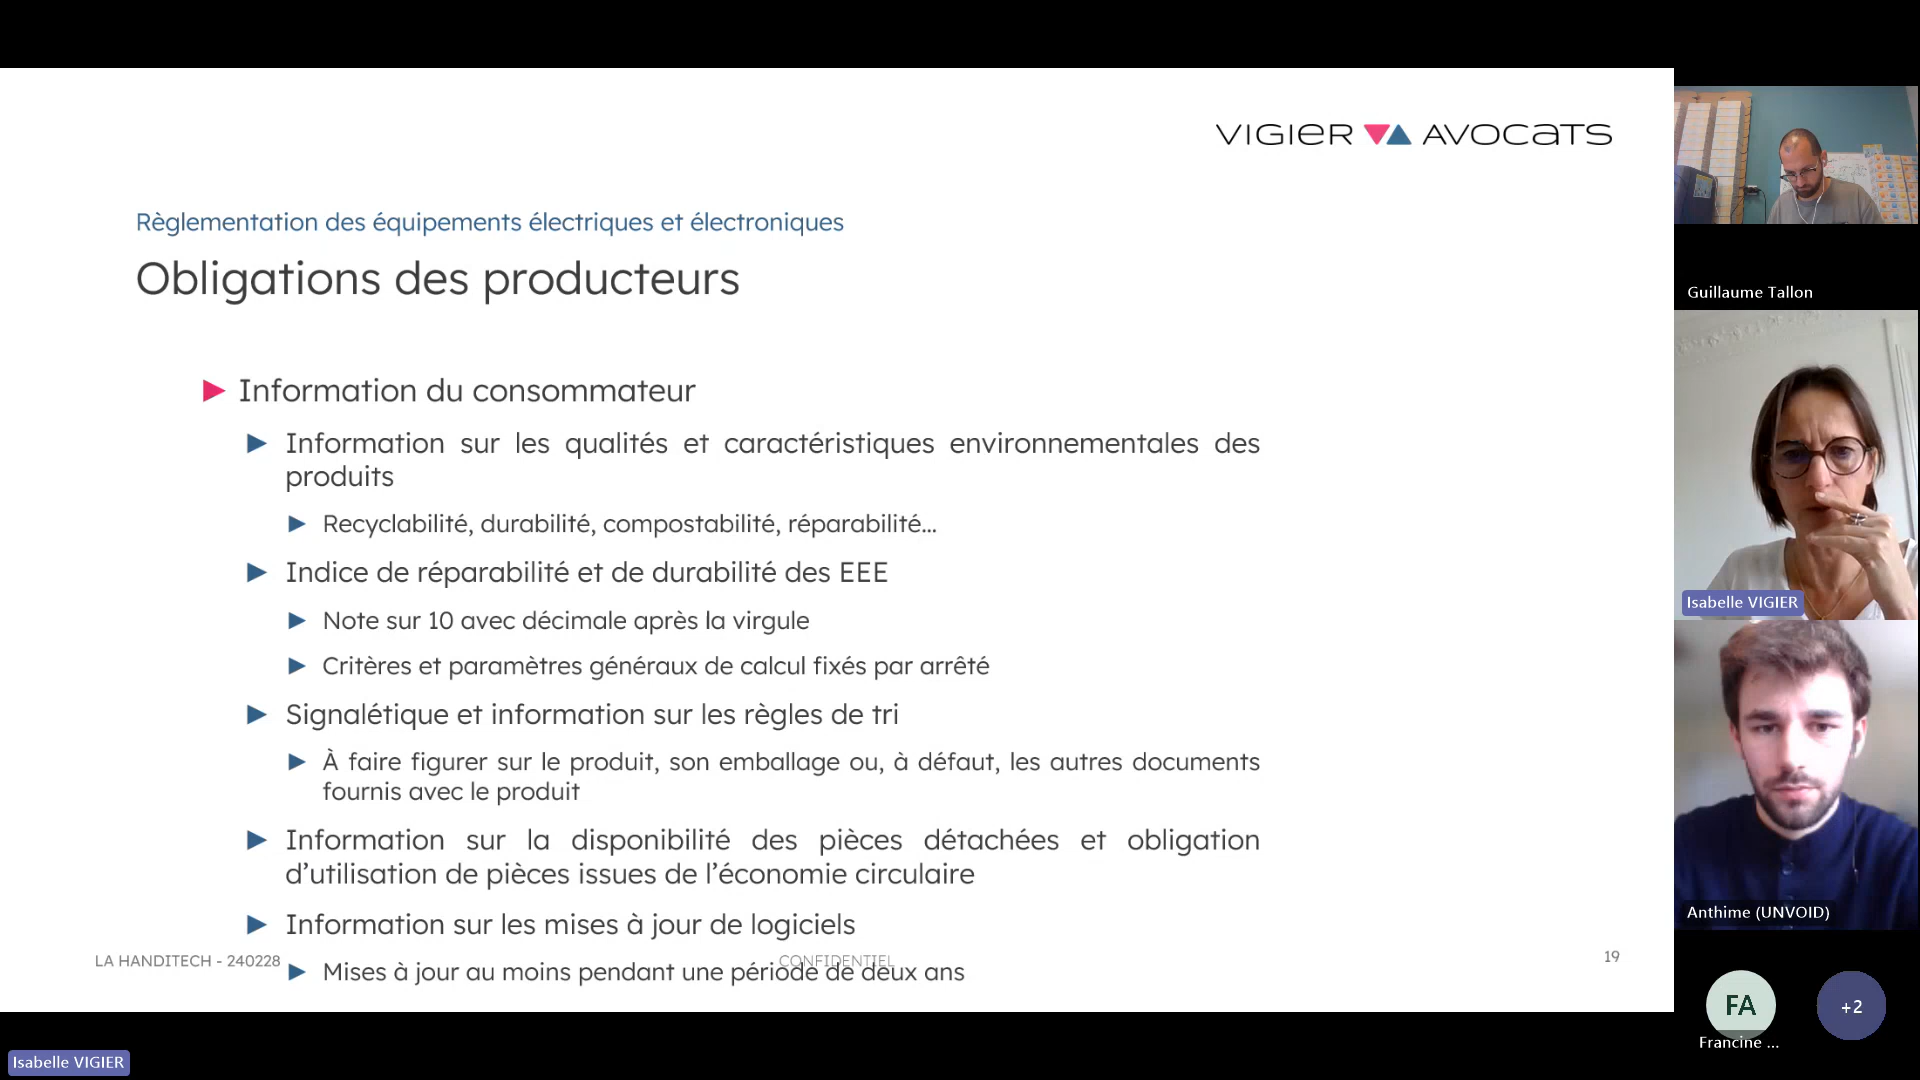 VIGIER AVOCATS
Règlementation des équipements électriques et électroniques
Obligations des producteurs
Information du consommateur
Information sur les qualités et caractéristiques environnementales des
produits
Recyclabilité, durabilité, compostabilité, réparabilité...
Indice de réparabilité et de durabilité des EEE
Note sur 10 avec décimale après la virgule
Critères et paramètres généraux de calcul fixés par arrêté
Signalétique et information sur les règles de tri
À faire figurer sur le produit, son emballage ou, à défaut, les autres documents
fournis avec le produit
Information sur la disponibilité des pièces détachées et obligation
d’utilisation de pièces issues de l’économie circulaire
Information sur les mises à jour de logiciels
Mises à jour au moins pendant une période de deux ans
LA HANDITECH - 240228
CONFIDENTIEL
19
Guillaume Tallon
Isabelle VIGIER
Anthime (UNVOID)
FA
Francine ...
+2
Isabelle VIGIER